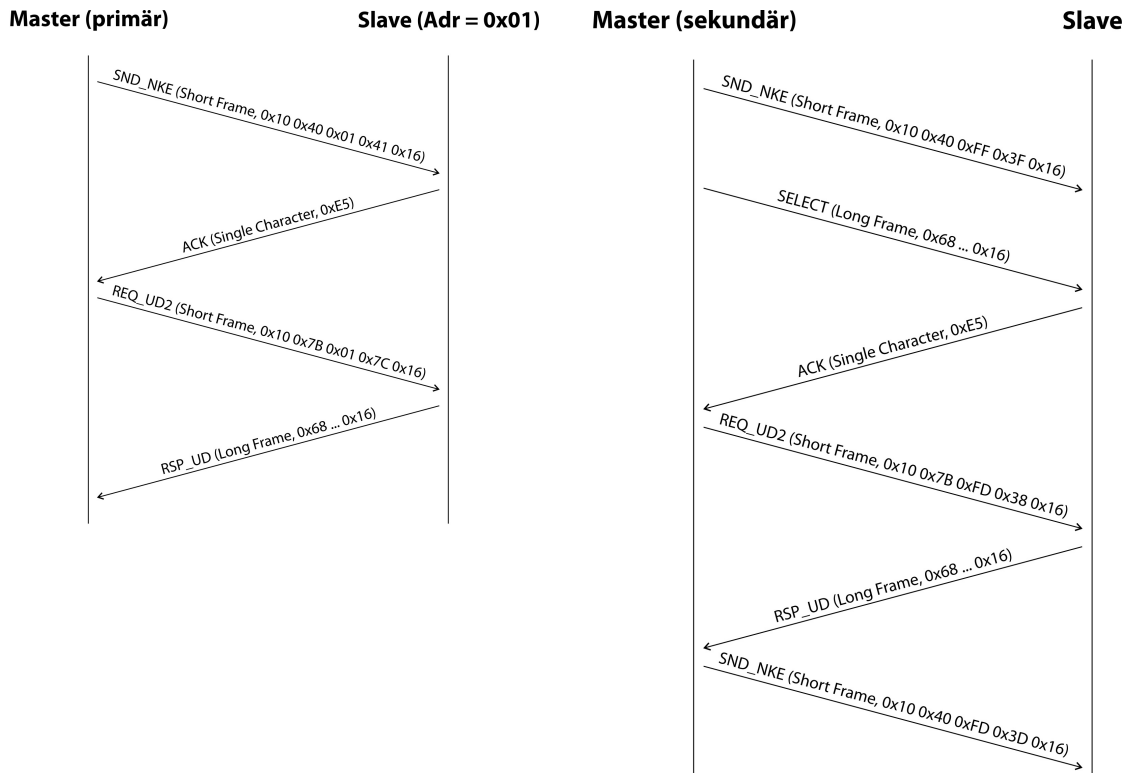 Master (primär)
Slave (Adr = 0x01)
SND_NKE (Short Frame, 0x10 0x40 0x01 0x41 0x16)
ACK (Single Character, 0xE5)
REQ_UD2 (Short Frame, 0x10 0x7B 0x01 0x7C 0x16)
RSP_UD (Long Frame, 0x68 ... 0x16)
Master (sekundär)
Slave
SND_NKE (Short Frame, 0x10 0x40 0xFF 0x3F 0x16)
SELECT (Long Frame, 0x68 ... 0x16)
ACK (Single Character, 0xE5)
REQ_UD2 (Short Frame, 0x10 0x7B 0xFD 0x38 0x16)
RSP_UD (Long Frame, 0x68 ... 0x16)
SND_NKE (Short Frame, 0x10 0x40 0xFD 0x3D 0x16)